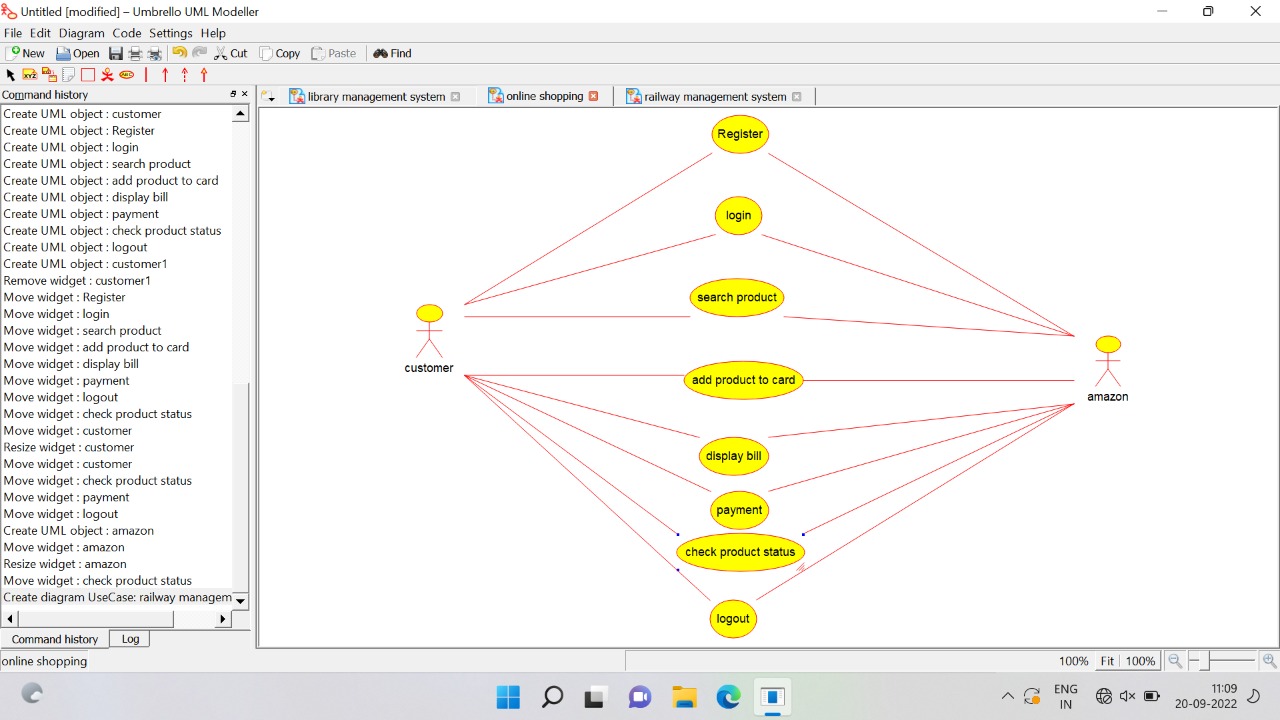 Untitled [modified] – Umbrello UML Modeller
File Edit Diagram Code Settings Help
New Open Cut Copy Paste Find
Command history
library management system
online shopping
railway management system
Create UML object : customer
Create UML object : Register
Create UML object : login
Create UML object : search product
Create UML object : add product to card
Create UML object : display bill
Create UML object : payment
Create UML object : check product status
Create UML object : logout
Create UML object : customer1
Remove widget : customer1
Move widget : Register
Move widget : login
Move widget : search product
Move widget : add product to card
Move widget : display bill
Move widget : payment
Move widget : logout
Move widget : check product status
Move widget : customer
Resize widget : customer
Move widget : customer
Move widget : check product status
Move widget : payment
Move widget : logout
Create UML object : amazon
Move widget : amazon
Resize widget : amazon
Move widget : check product status
Create diagram UseCase: railway managem
Command history Log
Register
login
search product
customer
add product to card
amazon
display bill
payment
check product status
logout
online shopping
100% Fit 100%
ENG
IN
11:09
20-09-2022